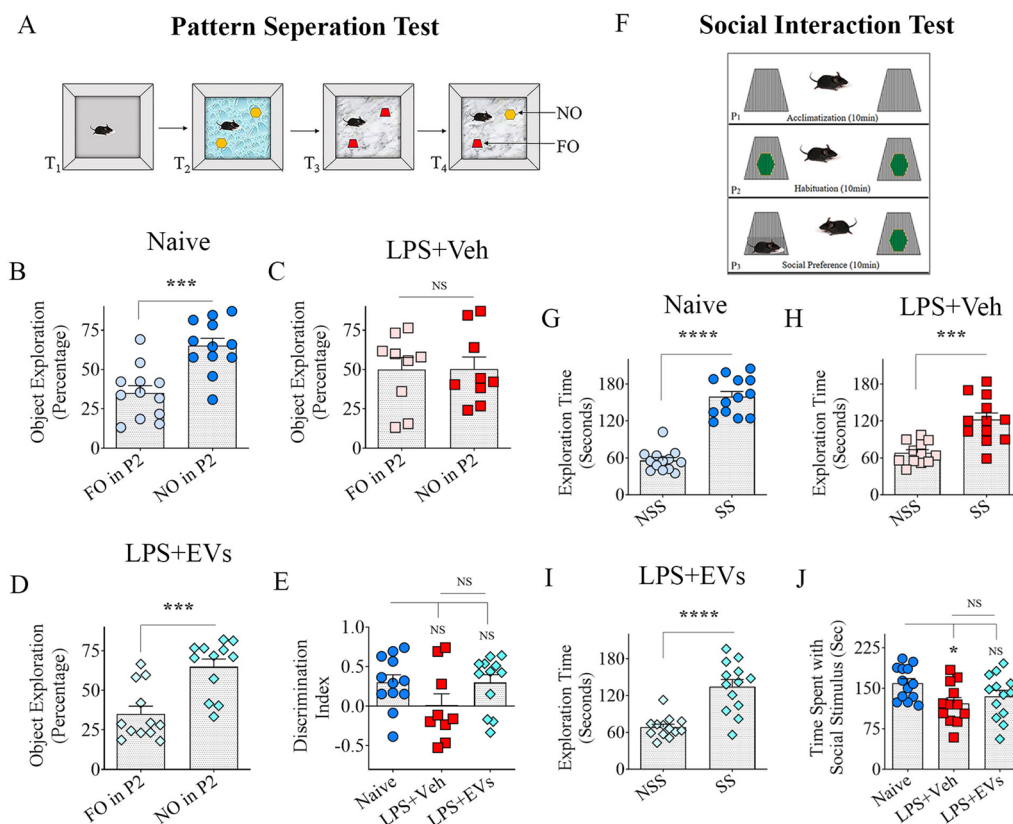 A
Pattern Seperation Test
T1
T2
T3
T4
NO
FO
F
Social Interaction Test
P1
Acclimatization (10min)
P2
Habituation (10min)
P3
Social Preference (10min)
B
Naive
***
Object Exploration
(Percentage)
75
50
25
0
FO in P2
NO in P2
C
LPS+Veh
NS
Object Exploration
(Percentage)
75
50
25
0
FO in P2
NO in P2
G
Naive
****
Exploration Time
(Seconds)
180
120
60
0
NSS
SS
H
LPS+Veh
***
Exploration Time
(Seconds)
180
120
60
0
NSS
SS
D
LPS+EVs
***
Object Exploration
(Percentage)
75
50
25
0
FO in P2
NO in P2
E
NS
NS
NS
Discrimination
Index
1.0
0.5
0.0
-0.5
Naive
LPS+Veh
LPS+EVs
I
LPS+EVs
****
Exploration Time
(Seconds)
180
120
60
0
NSS
SS
J
NS
*
NS
Time Spent with
Social Stimulus (Sec)
225
150
75
0
Naive
LPS+Veh
LPS+EVs